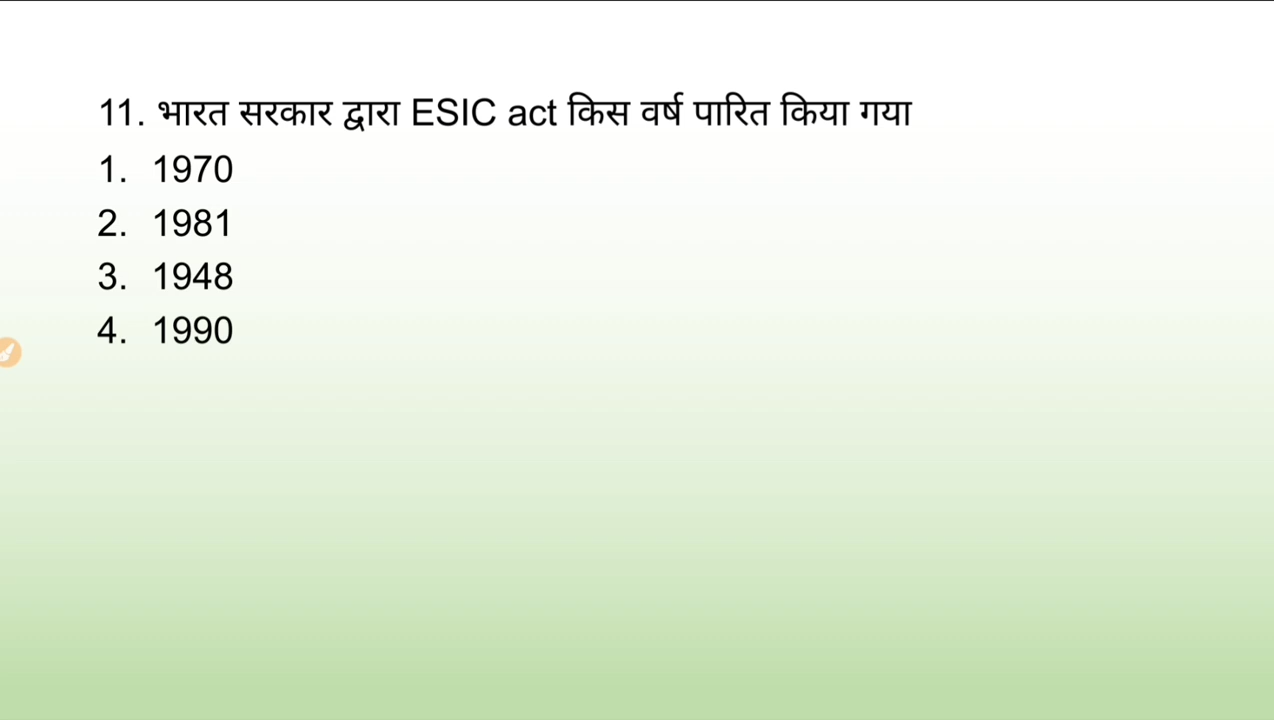 11. भारत सरकार द्वारा ESIC act किस वर्ष पारित किया गया
1. 1970
2. 1981
3. 1948
4. 1990